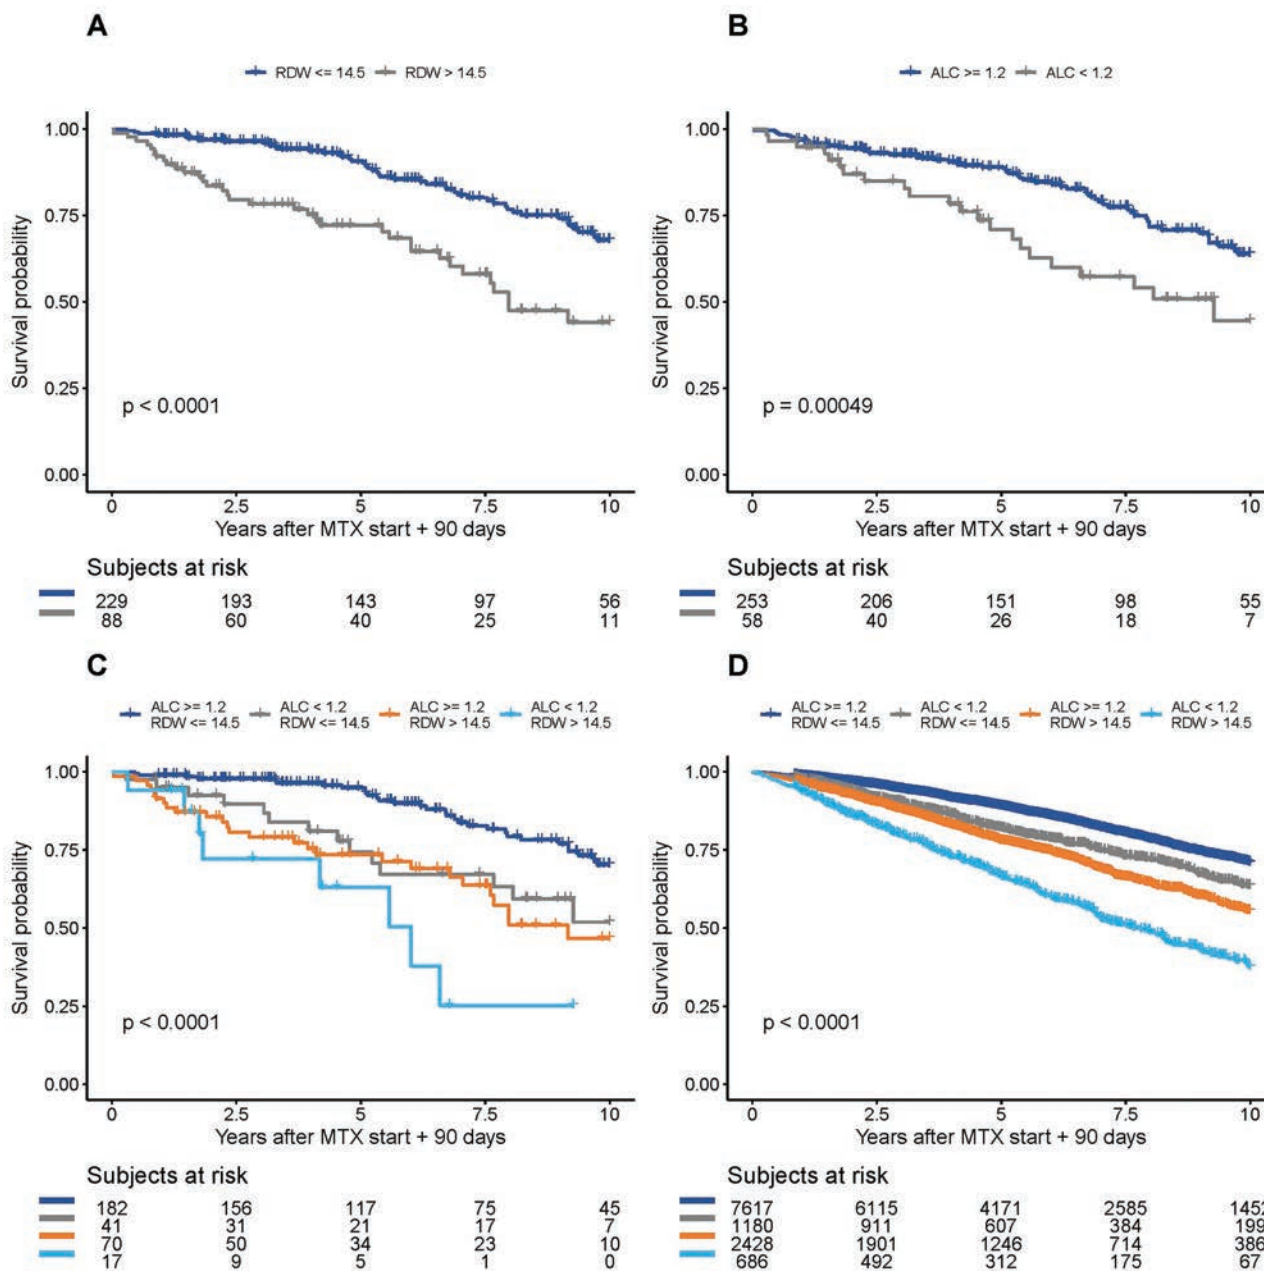 A
RDW <= 14.5 RDW > 14.5
Survival probability
1.00
0.75
0.50
0.25
0.00
p < 0.0001
0 2.5 5 7.5 10
Years after MTX start + 90 days
Subjects at risk
229 193 143 97 56
88 60 40 25 11
B
ALC >= 1.2 ALC < 1.2
Survival probability
1.00
0.75
0.50
0.25
0.00
p = 0.00049
0 2.5 5 7.5 10
Years after MTX start + 90 days
Subjects at risk
253 206 151 98 55
58 40 26 18 7
C
ALC >= 1.2 ALC < 1.2 ALC >= 1.2 ALC < 1.2
RDW <= 14.5 RDW <= 14.5 RDW > 14.5 RDW > 14.5
Survival probability
1.00
0.75
0.50
0.25
0.00
p < 0.0001
0 2.5 5 7.5 10
Years after MTX start + 90 days
Subjects at risk
182 156 117 75 45
41 31 21 17 7
70 50 34 23 10
17 9 5 1 0
D
ALC >= 1.2 ALC < 1.2 ALC >= 1.2 ALC < 1.2
RDW <= 14.5 RDW <= 14.5 RDW > 14.5 RDW > 14.5
Survival probability
1.00
0.75
0.50
0.25
0.00
p < 0.0001
0 2.5 5 7.5 10
Years after MTX start + 90 days
Subjects at risk
7617 6115 4171 2585 1452
1180 911 607 384 199
2428 1901 1246 714 386
686 492 312 175 67